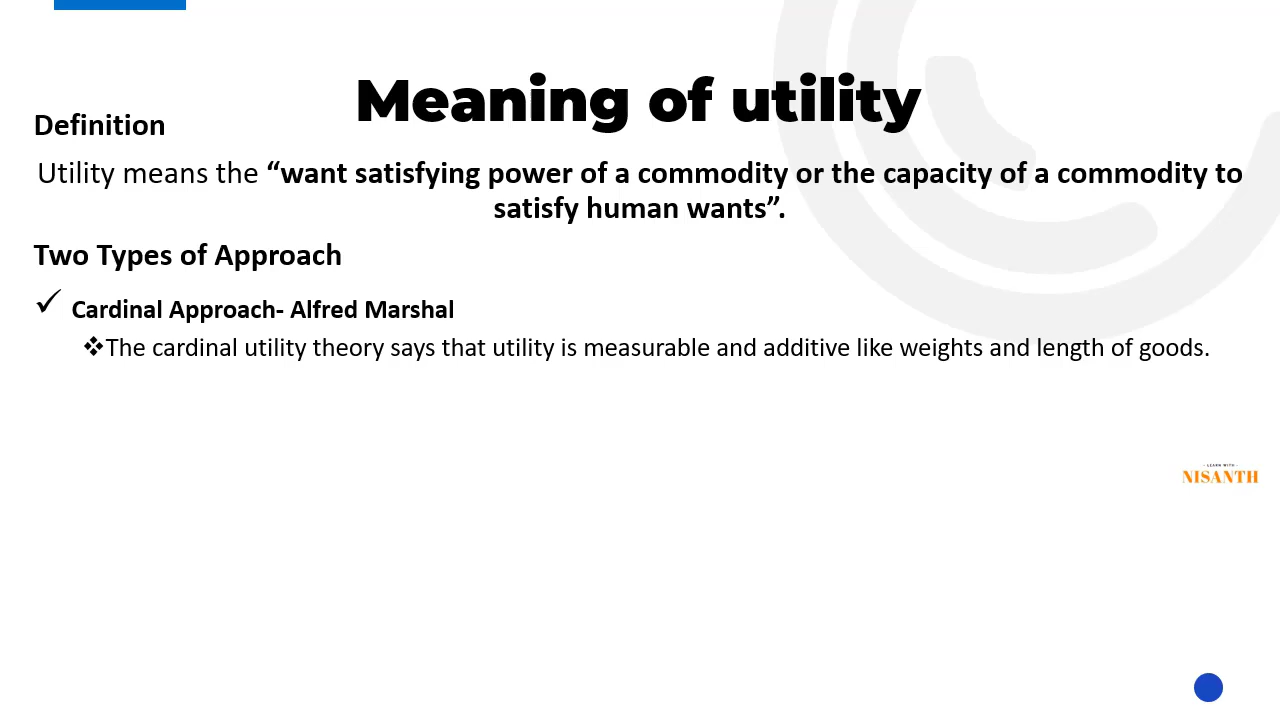 Meaning of utility
Definition
Utility means the “want satisfying power of a commodity or the capacity of a commodity to
satisfy human wants”.
Two Types of Approach
Cardinal Approach- Alfred Marshal
The cardinal utility theory says that utility is measurable and additive like weights and length of goods.
- LEARN WITH -
NISANTH